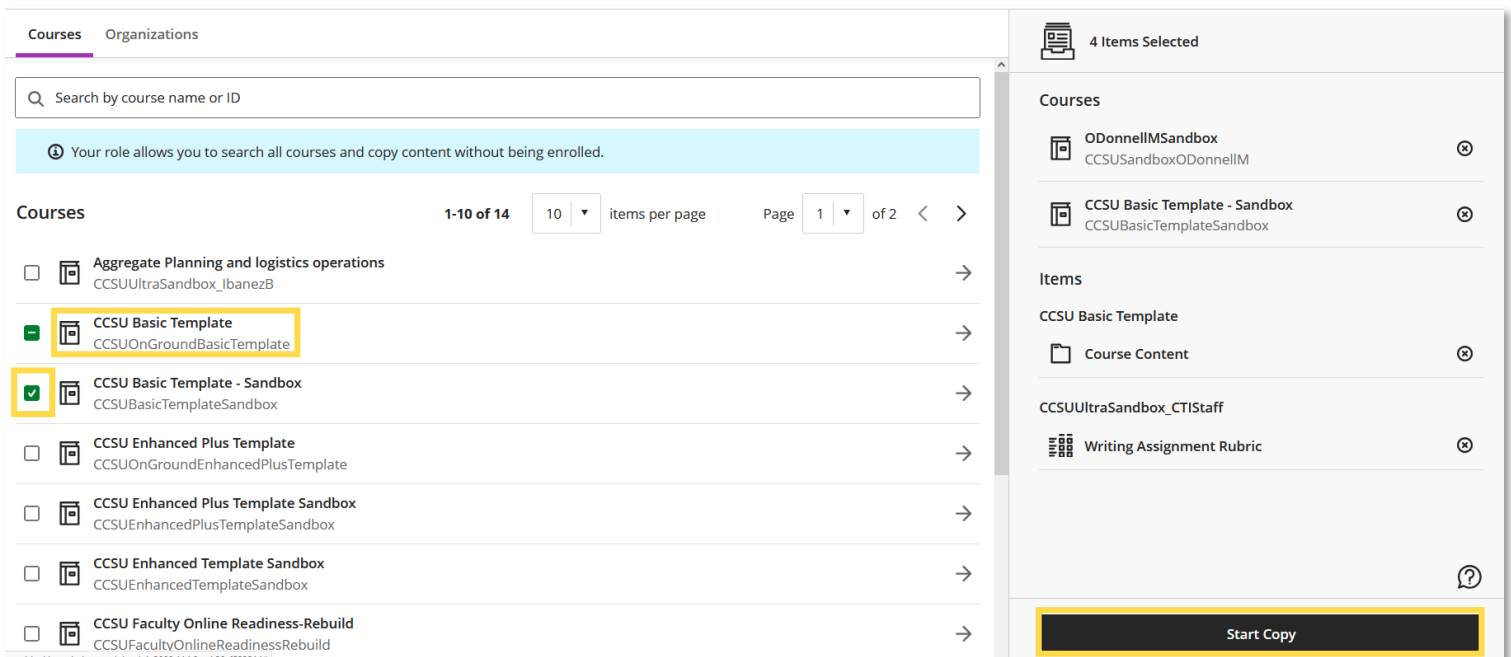 Courses Organizations
Search by course name or ID
Your role allows you to search all courses and copy content without being enrolled.
Courses 1-10 of 14 10 items per page Page 1 of 2
Aggregate Planning and logistics operations
CCSUUltraSandbox_IbanezB
CCSU Basic Template
CCSUOnGroundBasicTemplate
CCSU Basic Template - Sandbox
CCSUBasicTemplateSandbox
CCSU Enhanced Plus Template
CCSUOnGroundEnhancedPlusTemplate
CCSU Enhanced Plus Template Sandbox
CCSUEnhancedPlusTemplateSandbox
CCSU Enhanced Template Sandbox
CCSUEnhancedTemplateSandbox
CCSU Faculty Online Readiness-Rebuild
CCSUFacultyOnlineReadinessRebuild
4 Items Selected
Courses
ODonnellMSandbox
CCSUSandboxODonnellM
CCSU Basic Template - Sandbox
CCSUBasicTemplateSandbox
Items
CCSU Basic Template
Course Content
CCSUUltraSandbox_CTIStaff
Writing Assignment Rubric
Start Copy